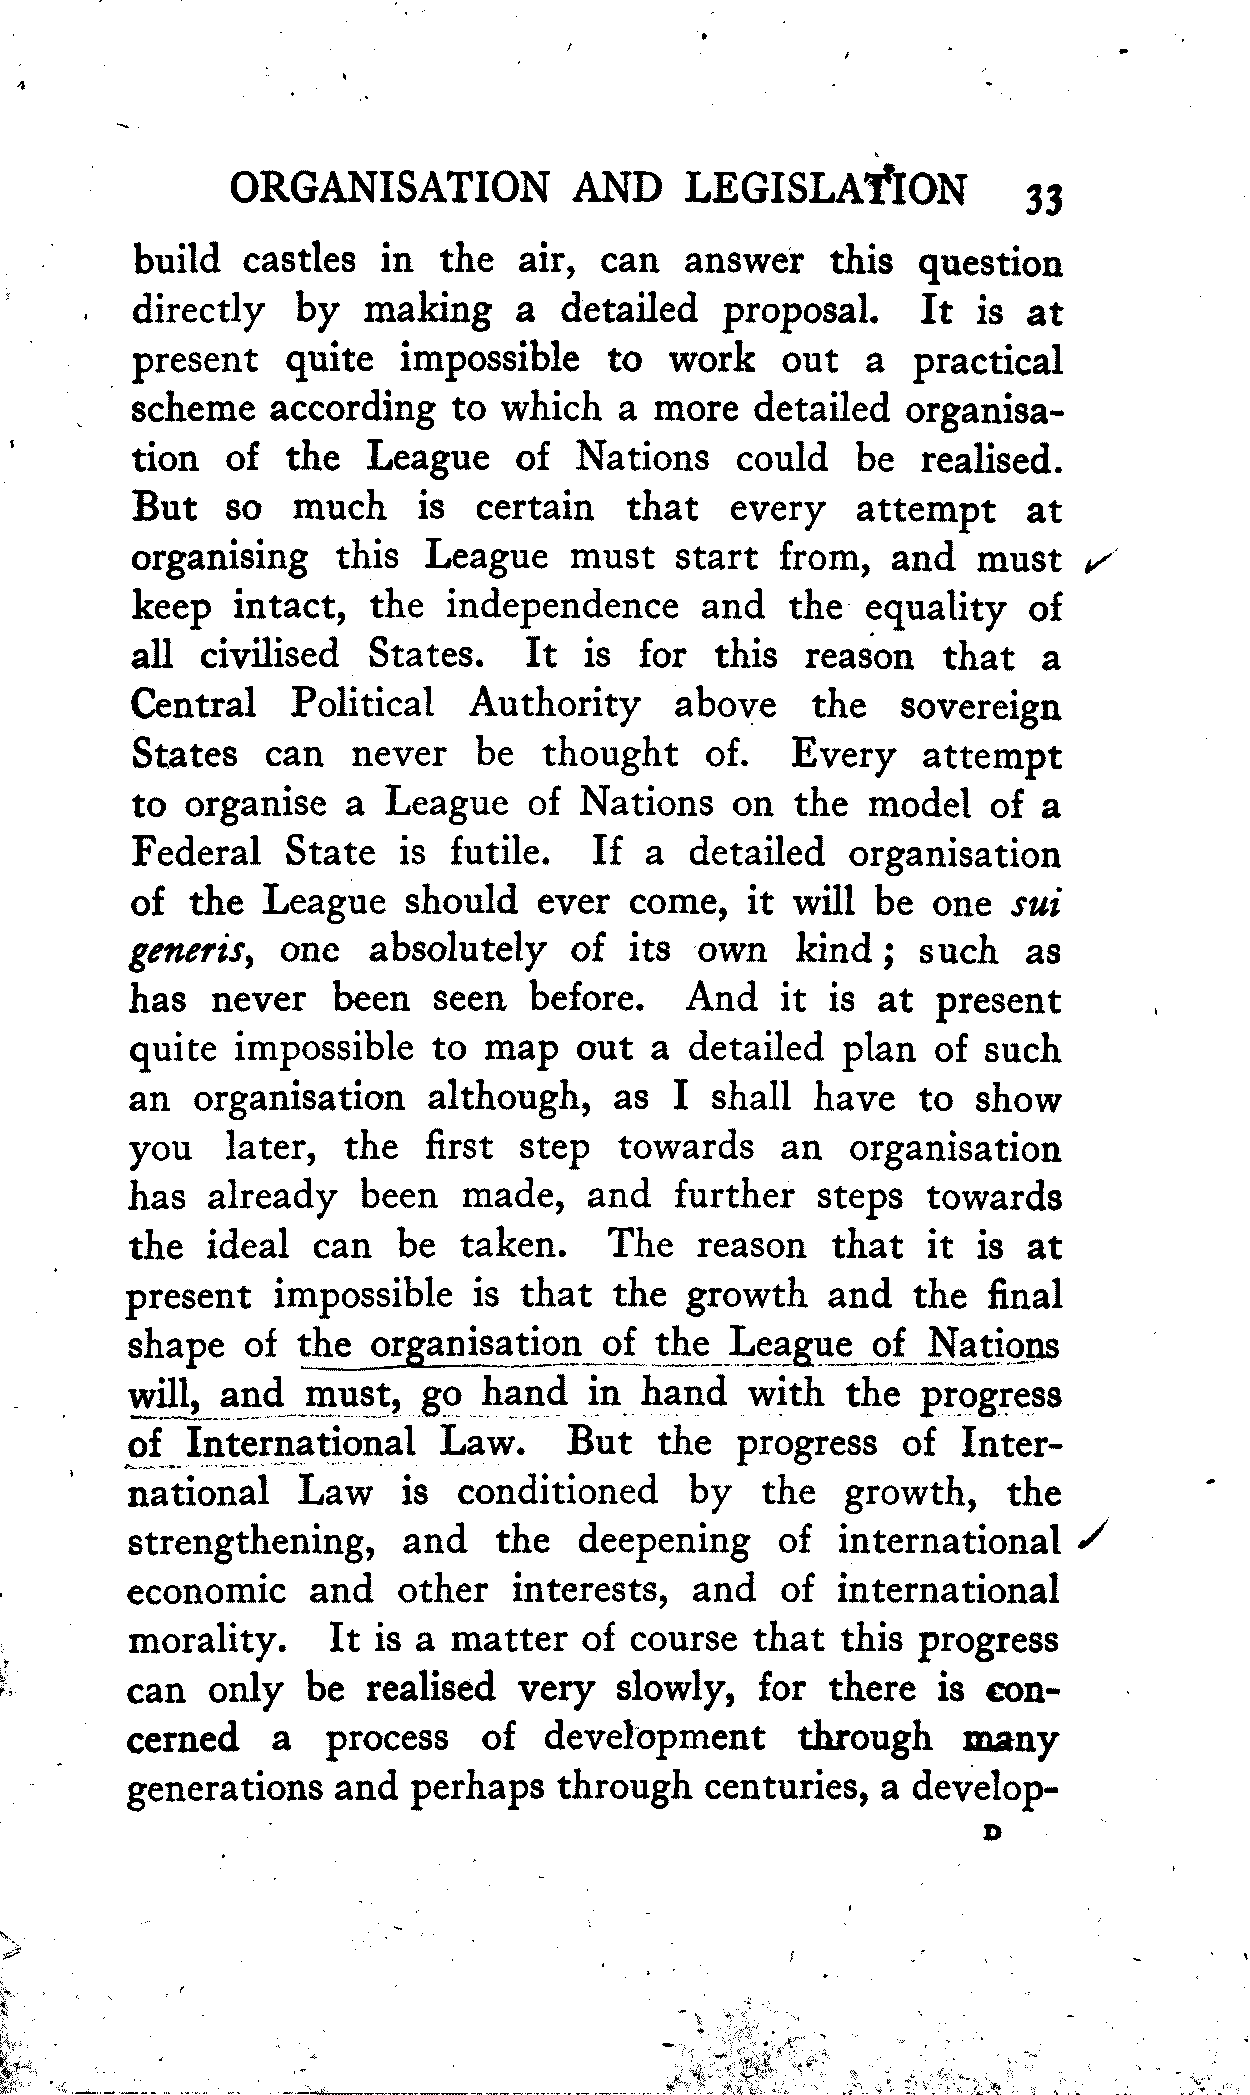 ORGANISATION AND LEGISLATION 33
build castles in the air, can answer this question
directly by making a detailed proposal. It is at
present quite impossible to work out a practical
scheme according to which a more detailed organisa-
tion of the League of Nations could be realised.
But so much is certain that every attempt at
organising this League must start from, and must
keep intact, the independence and the equality of
all civilised States. It is for this reason that a
Central Political Authority above the sovereign
States can never be thought of. Every attempt
to organise a League of Nations on the model of a
Federal State is futile. If a detailed organisation
of the League should ever come, it will be one sui
generis, one absolutely of its own kind; such as
has never been seen before. And it is at present
quite impossible to map out a detailed plan of such
an organisation although, as I shall have to show
you later, the first step towards an organisation
has already been made, and further steps towards
the ideal can be taken. The reason that it is at
present impossible is that the growth and the final
shape of the organisation of the League of Nations
will, and must, go hand in hand with the progress
of International Law. But the progress of Inter-
national Law is conditioned by the growth, the
strengthening, and the deepening of international
economic and other interests, and of international
morality. It is a matter of course that this progress
can only be realised very slowly, for there is con-
cerned a process of development through many
generations and perhaps through centuries, a develop-
D